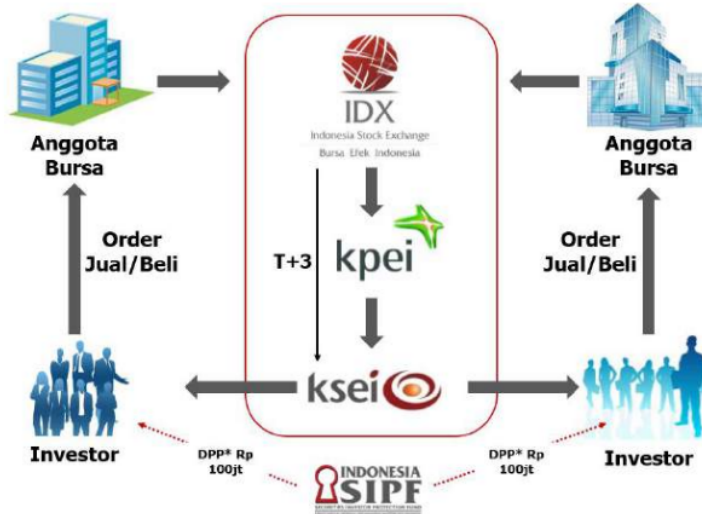 IDX
Indonesia Stock Exchange
Bursa Efek Indonesia
Anggota
Bursa
Anggota
Bursa
Order
Jual/Beli
T+3
kpei
Order
Jual/Beli
ksei
Investor
DPP* Rp
100jt
INDONESIA
SIPF
SECURITIES INVESTOR PROTECTION FUND
DPP* Rp
100jt
Investor